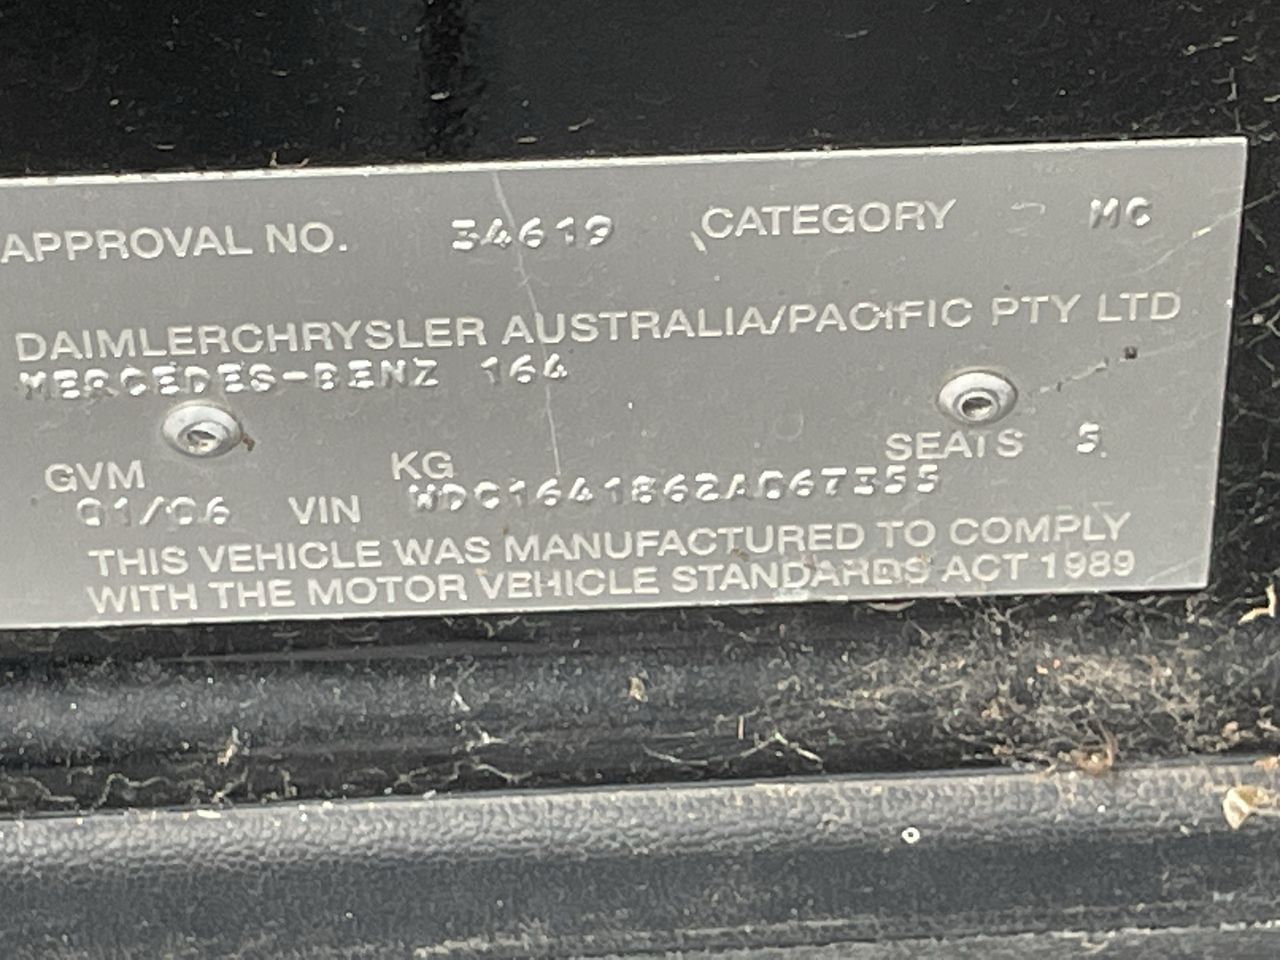 APPROVAL NO. 34619 CATEGORY MC
DAIMLERCHRYSLER AUSTRALIA/PACIFIC PTY LTD
MERCEDES-BENZ 164
GVM KG SEATS 5
01/06 VIN WDC1641862A067355
THIS VEHICLE WAS MANUFACTURED TO COMPLY
WITH THE MOTOR VEHICLE STANDARDS ACT 1989